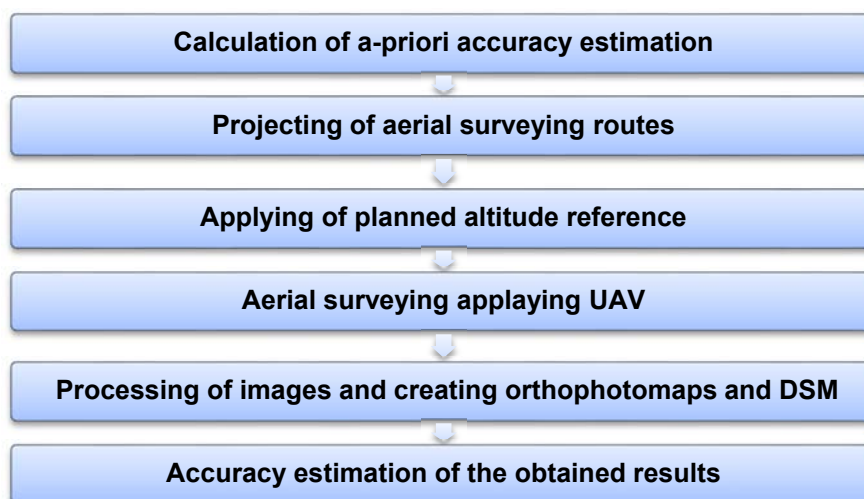 Calculation of a-priori accuracy estimation
Projecting of aerial surveying routes
Applying of planned altitude reference
Aerial surveying applaying UAV
Processing of images and creating orthophotomaps and DSM
Accuracy estimation of the obtained results